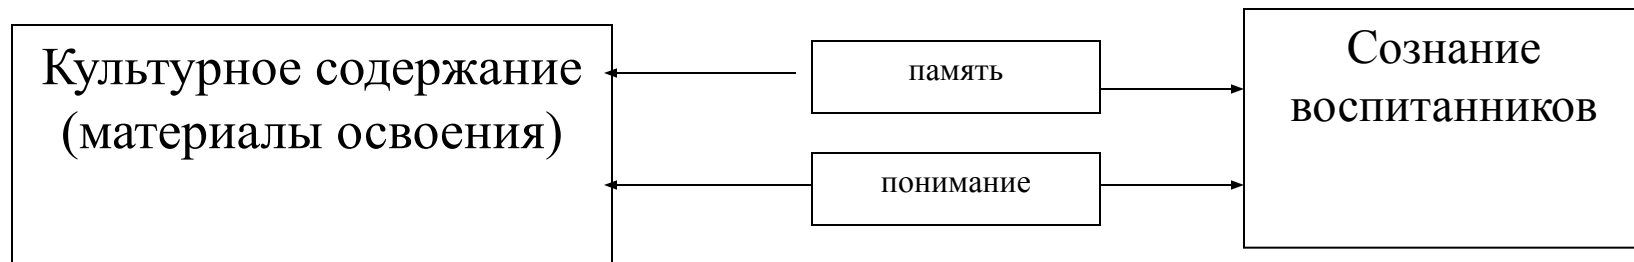 Культурное содержание
(материалы освоения)
память
понимание
Сознание
воспитанников